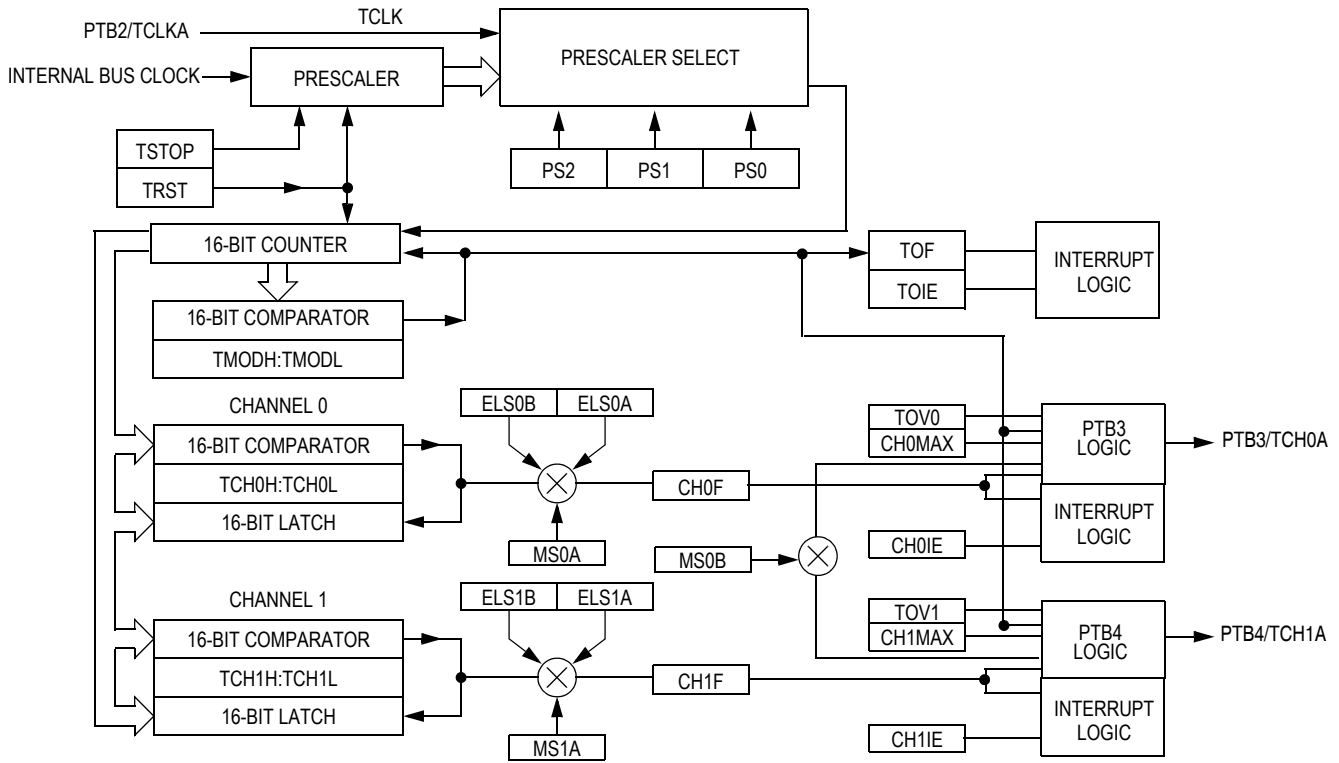 TCLK
PTB2/TCLKA
PRESCALER SELECT
INTERNAL BUS CLOCK
PRESCALER
TSTOP
TRST
PS2 PS1 PS0
16-BIT COUNTER
TOF
TOIE
INTERRUPT
LOGIC
16-BIT COMPARATOR
TMODH:TMODL
CHANNEL 0
ELS0B ELS0A
16-BIT COMPARATOR
TCH0H:TCH0L
16-BIT LATCH
MS0A
CH0F
TOV0
CH0MAX
PTB3
LOGIC
PTB3/TCH0A
INTERRUPT
LOGIC
CH0IE
MS0B
CHANNEL 1
ELS1B ELS1A
16-BIT COMPARATOR
TCH1H:TCH1L
16-BIT LATCH
MS1A
CH1F
TOV1
CH1MAX
PTB4
LOGIC
PTB4/TCH1A
INTERRUPT
LOGIC
CH1IE